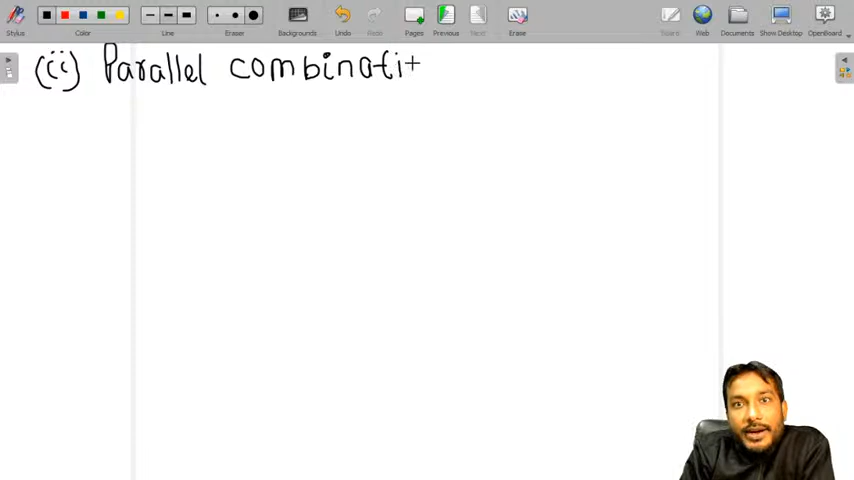 Stylus Color Line Eraser Backgrounds Undo Redo Pages Previous Next Erase Board Web Documents Show Desktop OpenBoard
(ii) Parallel combinati